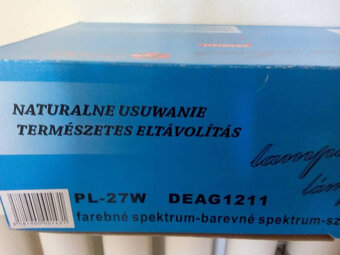 NATURALNE USUWANIE
TERMÉSZETES ELTÁVOLÍTÁS
PL-27W DEAG1211
farebné spektrum-barevné spektrum-sz